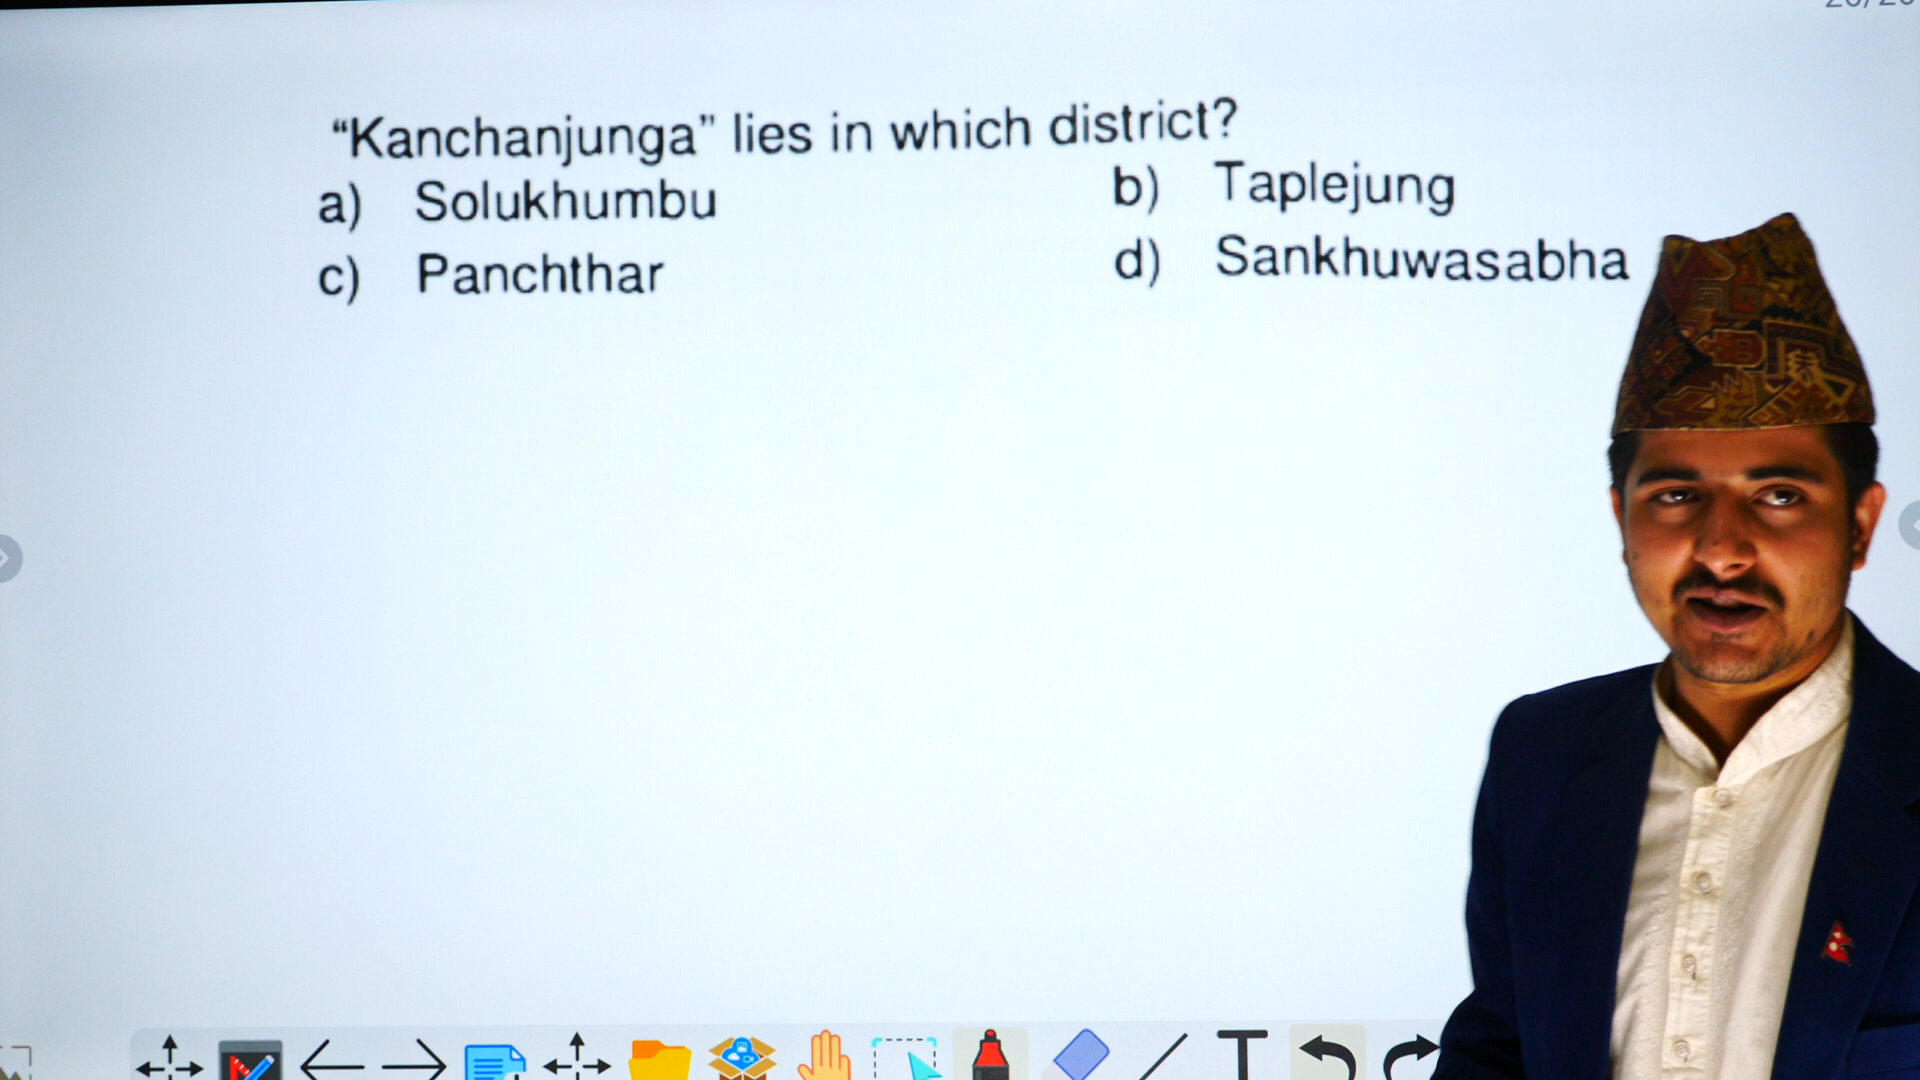 “Kanchanjunga” lies in which district?
a) Solukhumbu b) Taplejung
c) Panchthar d) Sankhuwasabha